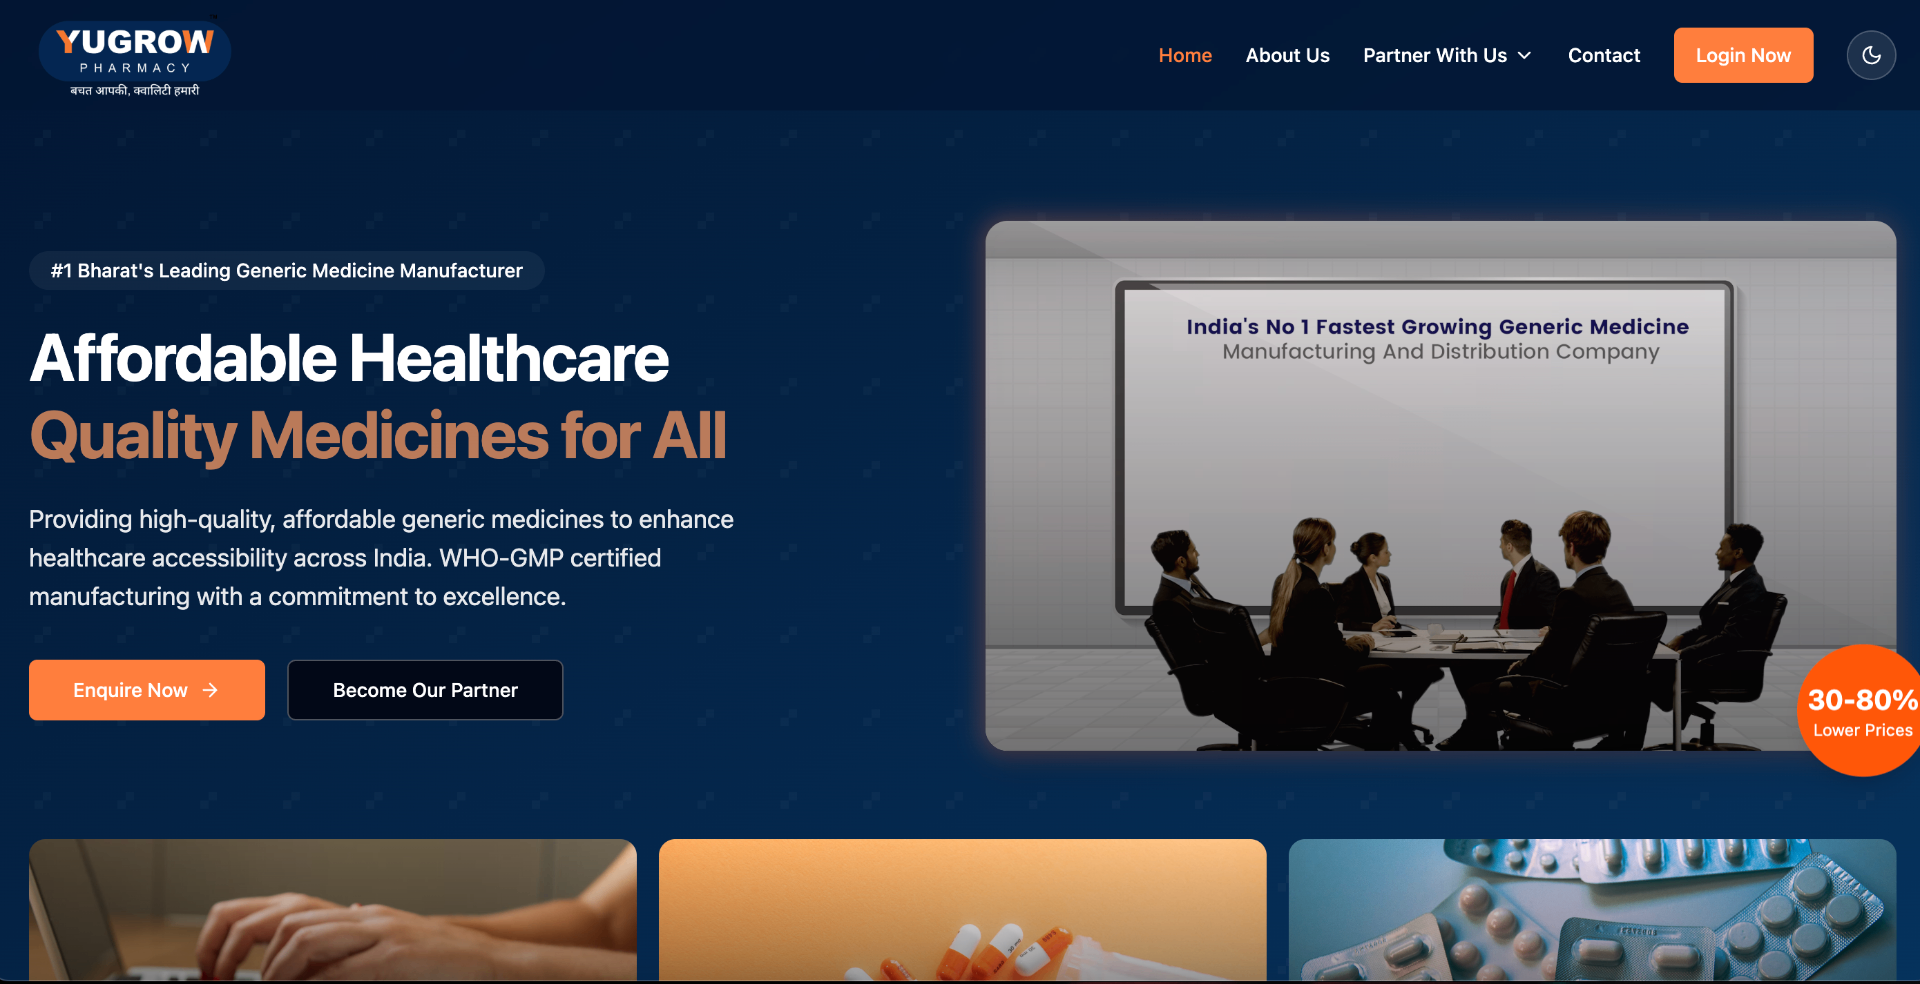 YUGROW
PHARMACY
बचत आपकी, क्वालिटी हमारी
Home
About Us
Partner With Us
Contact
Login Now
#1 Bharat's Leading Generic Medicine Manufacturer
Affordable Healthcare
Quality Medicines for All
Providing high-quality, affordable generic medicines to enhance
healthcare accessibility across India. WHO-GMP certified
manufacturing with a commitment to excellence.
Enquire Now
Become Our Partner
India's No 1 Fastest Growing Generic Medicine
Manufacturing And Distribution Company
30-80%
Lower Prices